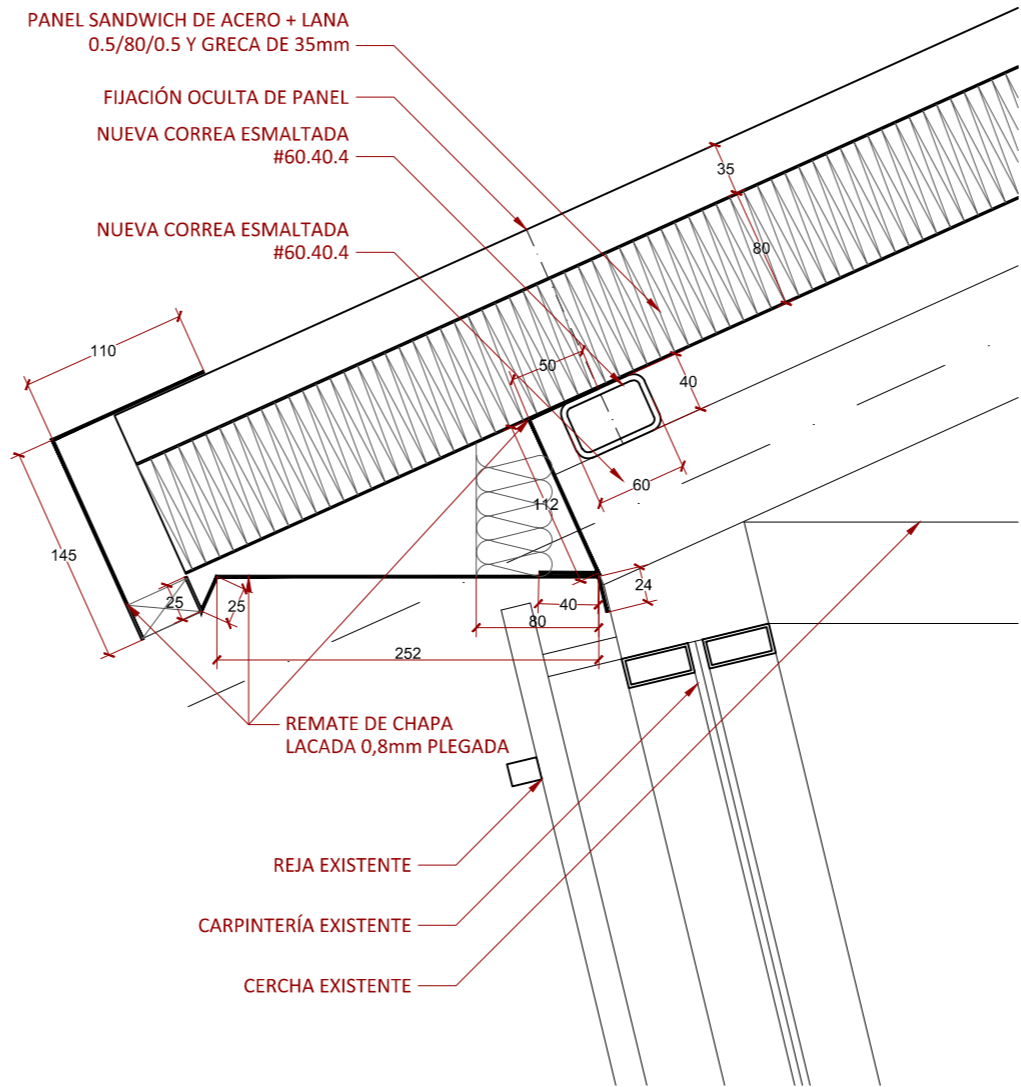 PANEL SANDWICH DE ACERO + LANA
0.5/80/0.5 Y GRECA DE 35mm
FIJACIÓN OCULTA DE PANEL
NUEVA CORREA ESMALTADA
#60.40.4
NUEVA CORREA ESMALTADA
#60.40.4
35
80
110
50
40
60
112
145
25
25
24
40
80
252
REMATE DE CHAPA
LACADA 0,8mm PLEGADA
REJA EXISTENTE
CARPINTERÍA EXISTENTE
CERCHA EXISTENTE